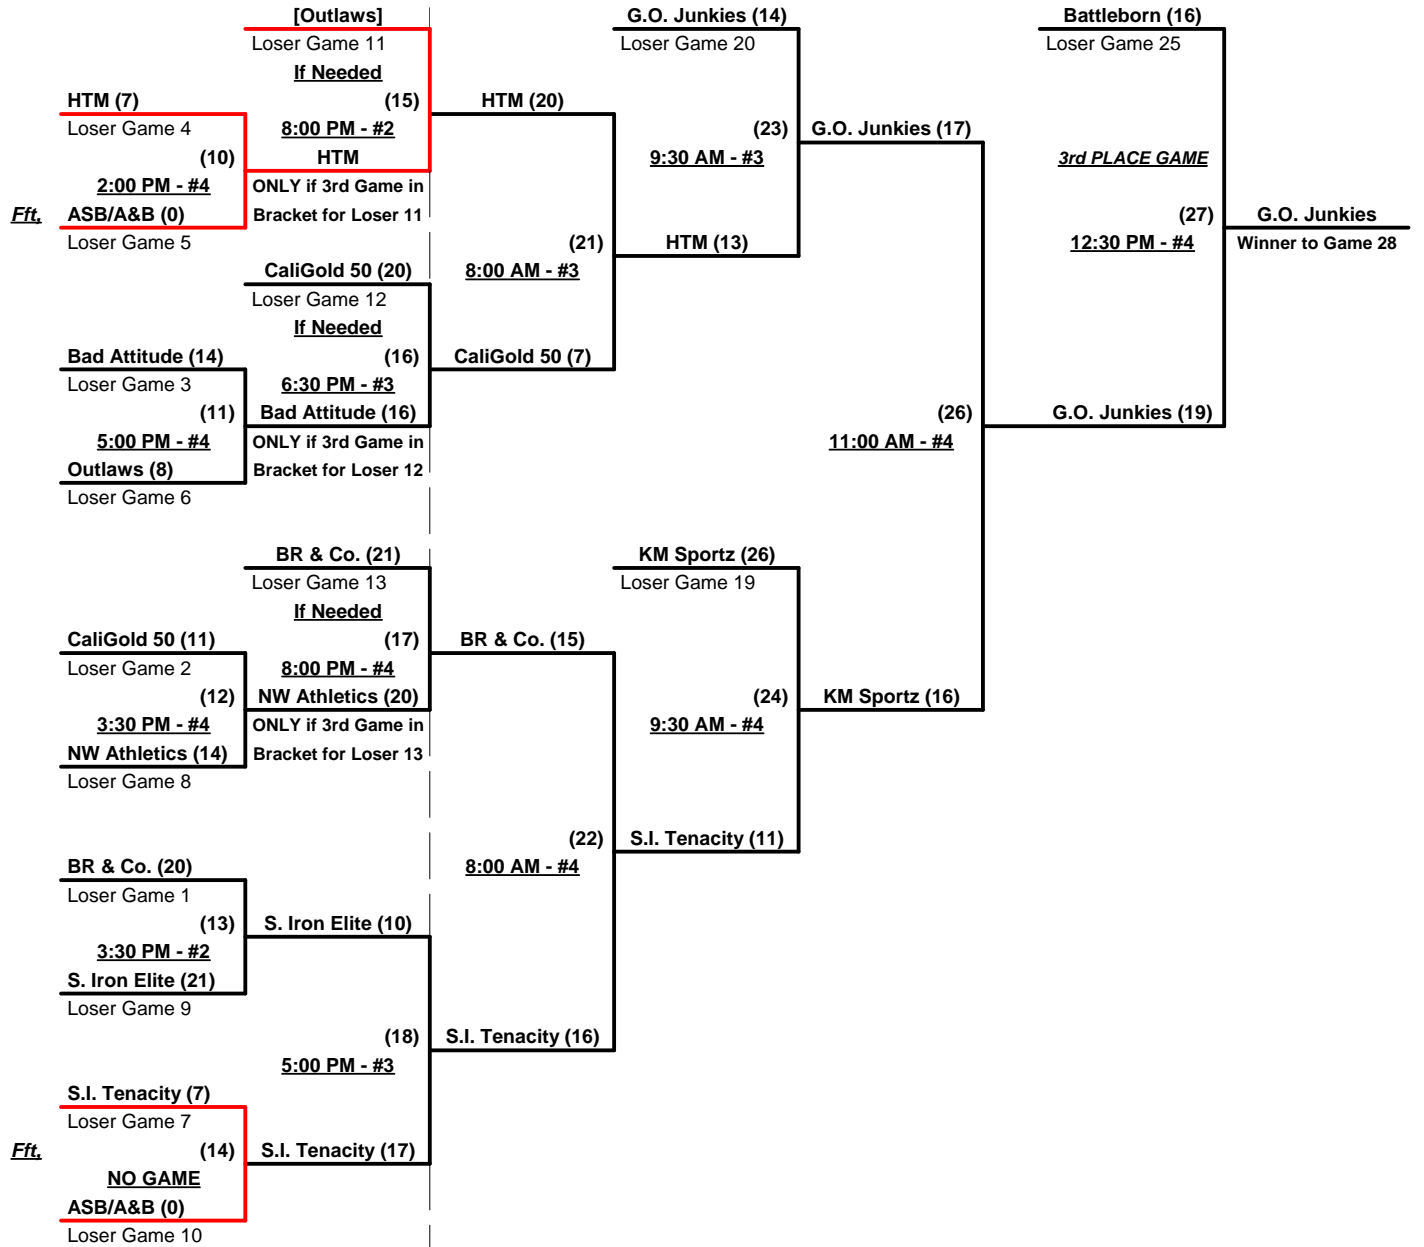 [Outlaws]
Loser Game 11
If Needed
(15)
8:00 PM - #2
HTM
ONLY if 3rd Game in
Bracket for Loser 11
HTM (7)
Loser Game 4
(10)
2:00 PM - #4
Fft,
ASB/A&B (0)
Loser Game 5
CaliGold 50 (20)
Loser Game 12
If Needed
(16)
6:30 PM - #3
Bad Attitude (16)
ONLY if 3rd Game in
Bracket for Loser 12
Bad Attitude (14)
Loser Game 3
(11)
5:00 PM - #4
Outlaws (8)
Loser Game 6
BR & Co. (21)
Loser Game 13
If Needed
(17)
8:00 PM - #4
NW Athletics (20)
ONLY if 3rd Game in
Bracket for Loser 13
CaliGold 50 (11)
Loser Game 2
(12)
3:30 PM - #4
NW Athletics (14)
Loser Game 8
BR & Co. (20)
Loser Game 1
(13)
3:30 PM - #2
S. Iron Elite (21)
Loser Game 9
S. Iron Elite (10)
(18)
5:00 PM - #3
S.I. Tenacity (17)
S.I. Tenacity (7)
Loser Game 7
Fft,
(14)
NO GAME
ASB/A&B (0)
Loser Game 10
HTM (20)
(21)
8:00 AM - #3
CaliGold 50 (7)
BR & Co. (15)
(22)
8:00 AM - #4
S.I. Tenacity (16)
G.O. Junkies (14)
Loser Game 20
(23)
9:30 AM - #3
HTM (13)
KM Sportz (26)
Loser Game 19
(24)
9:30 AM - #4
S.I. Tenacity (11)
G.O. Junkies (17)
(26)
11:00 AM - #4
KM Sportz (16)
Battleborn (16)
Loser Game 25
3rd PLACE GAME
(27)
12:30 PM - #4
G.O. Junkies (19)
G.O. Junkies
Winner to Game 28